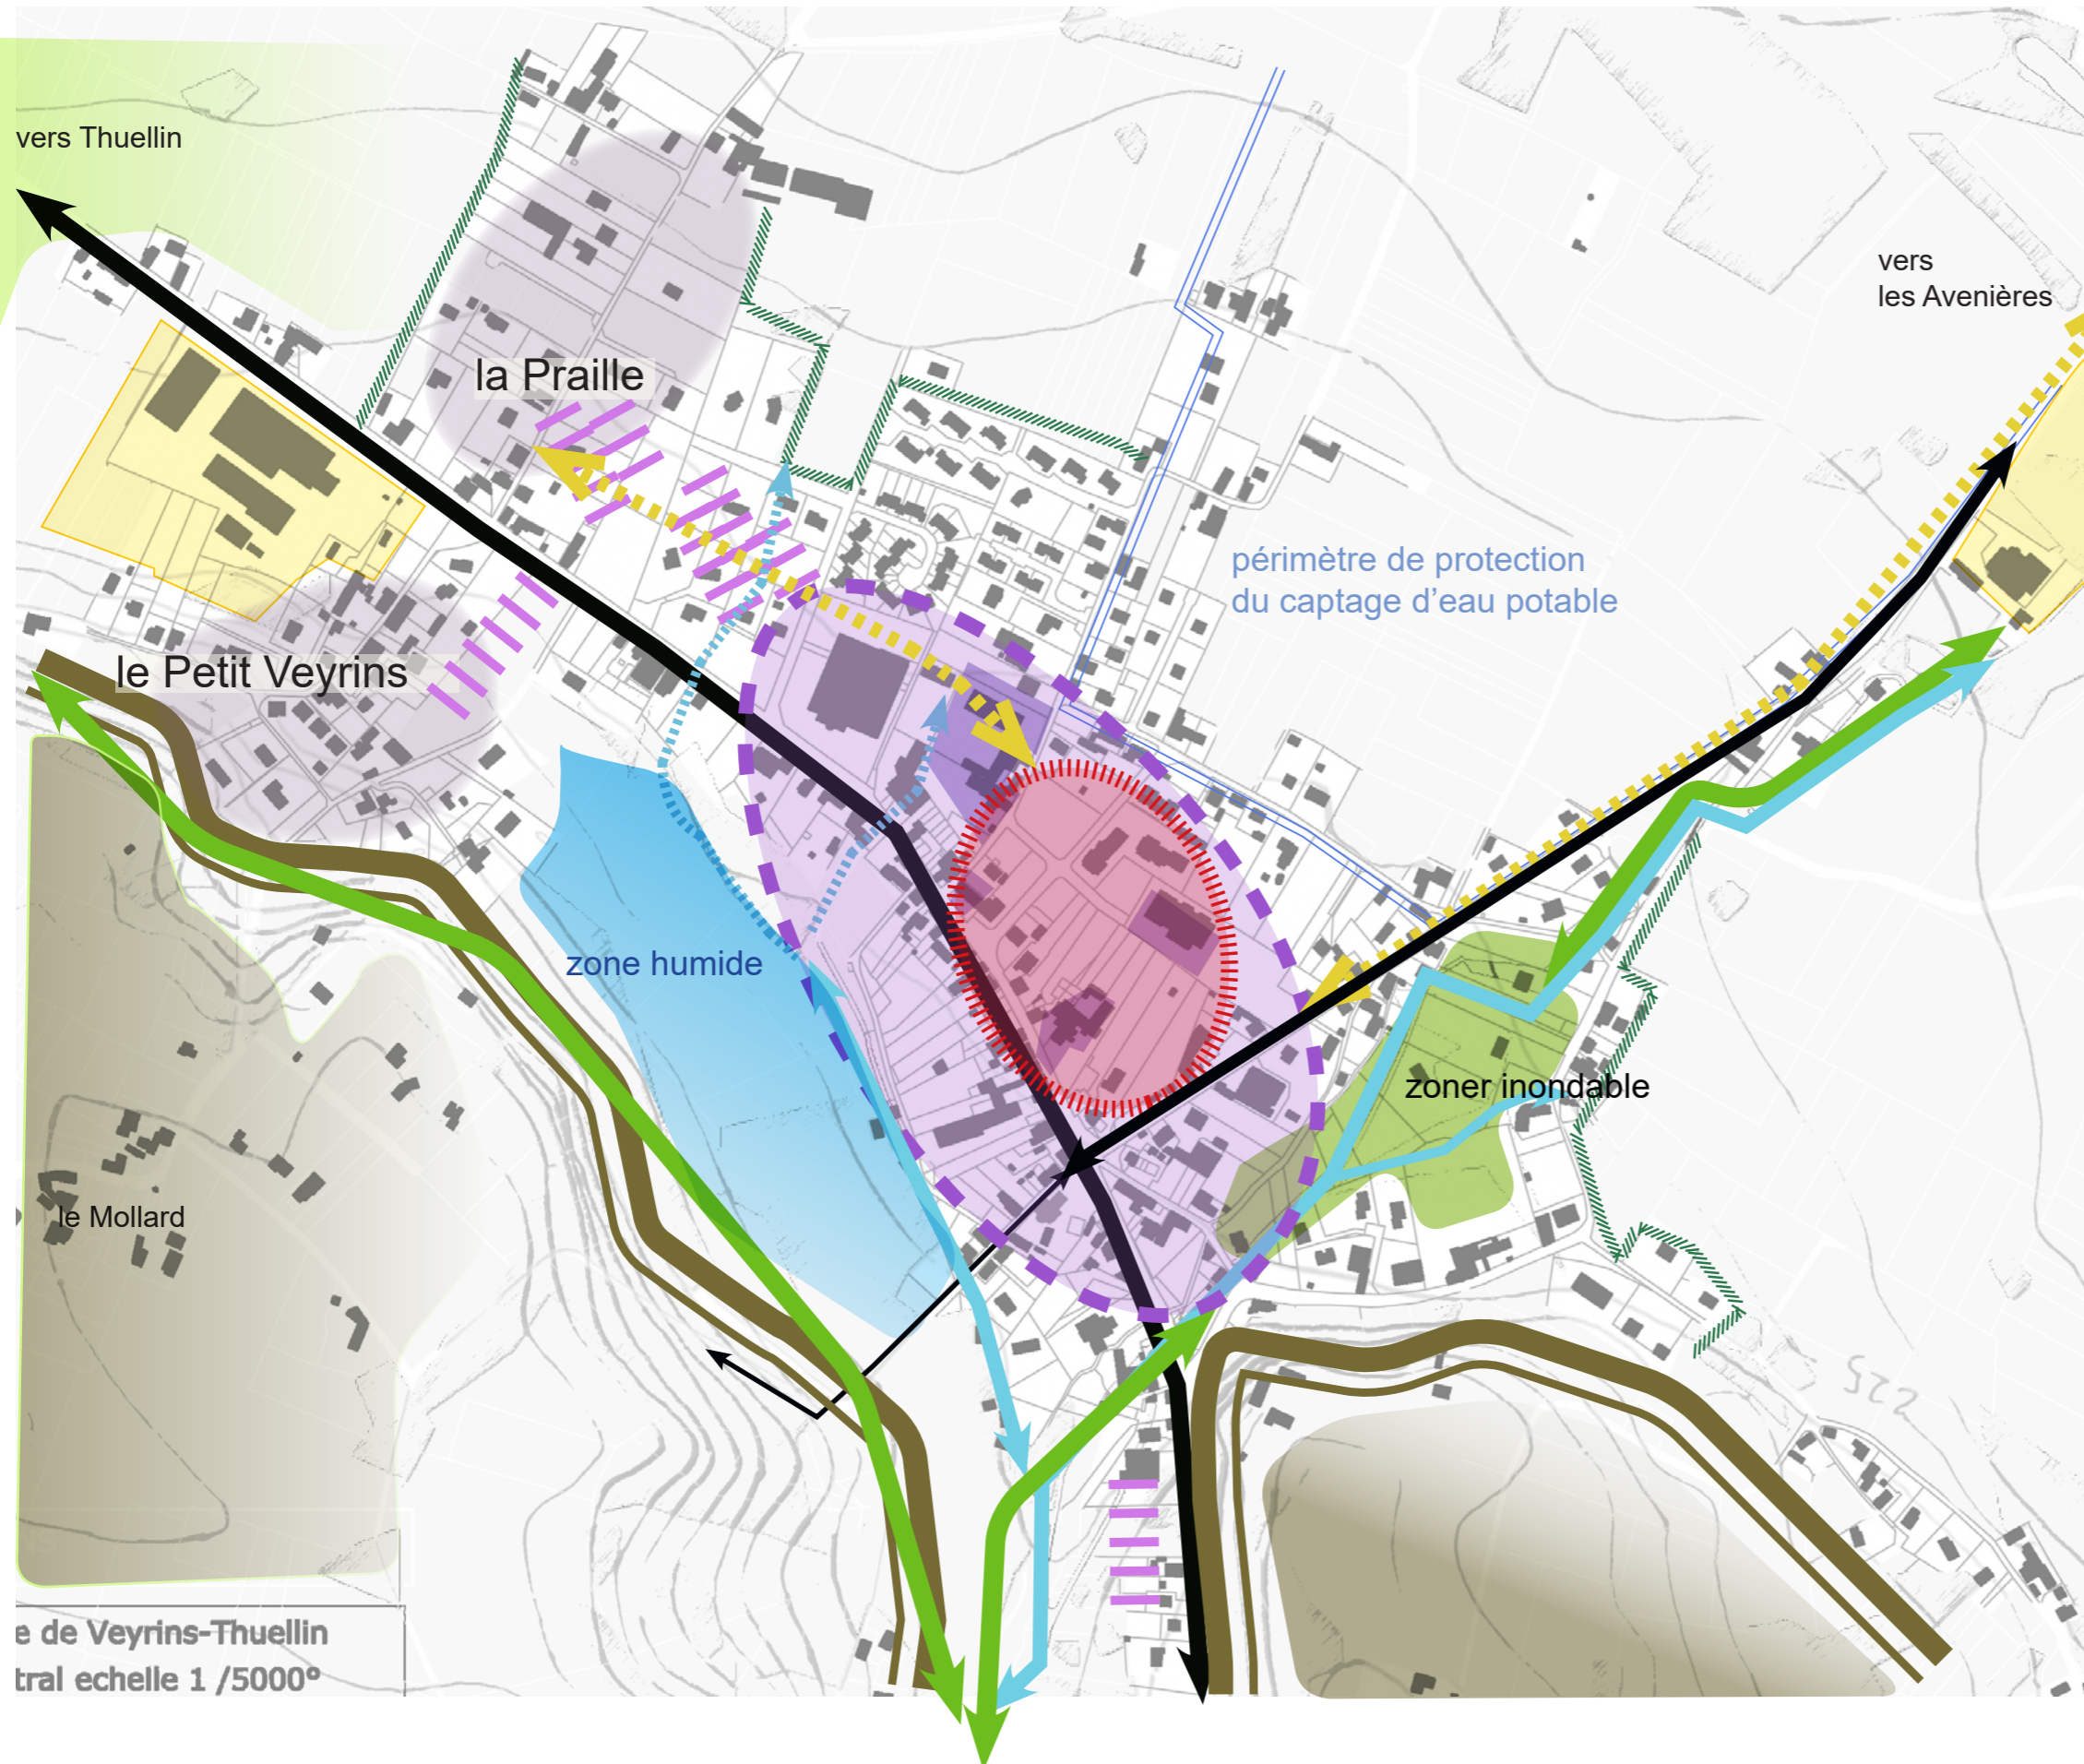 vers Thuellin
vers
les Avenières
la Praille
périmètre de protection
du captage d'eau potable
le Petit Veyrins
zone humide
zoner inondable
le Mollard
522
e de Veyrins-Thuellin
tral echelle 1 /5000°